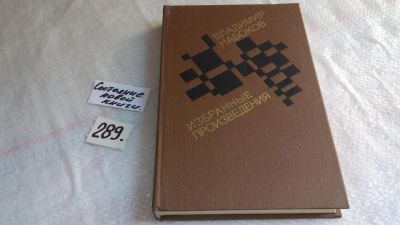 Состояние
новой
книги.
289.
ВЛАДИМИР
НАБОКОВ
ИЗБРАННЫЕ
ПРОИЗВЕДЕНИЯ